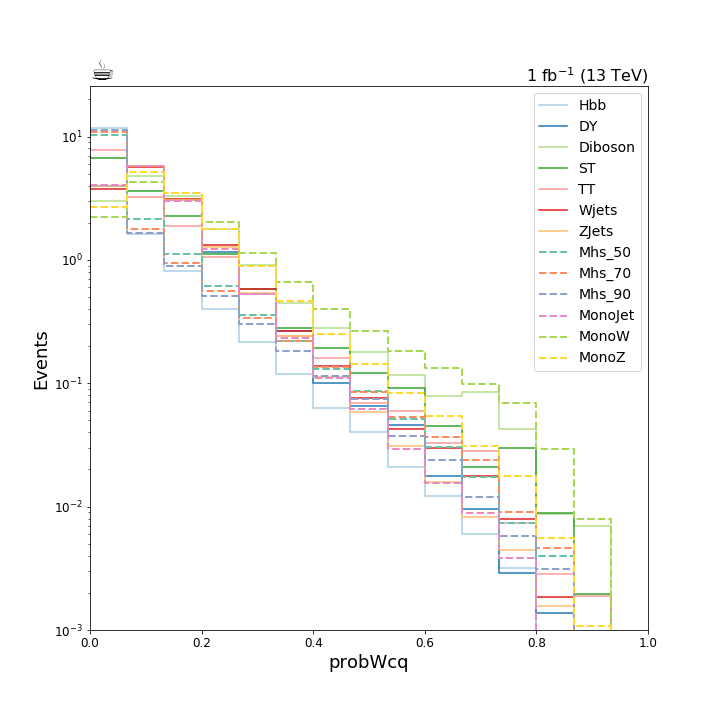 ☕ 1 fb⁻¹ (13 TeV)
Hbb
DY
Diboson
ST
TT
Wjets
ZJets
Mhs_50
Mhs_70
Mhs_90
MonoJet
MonoW
MonoZ
Events
10¹
10⁰
10⁻¹
10⁻²
10⁻³
0.0 0.2 0.4 0.6 0.8 1.0
probWcq